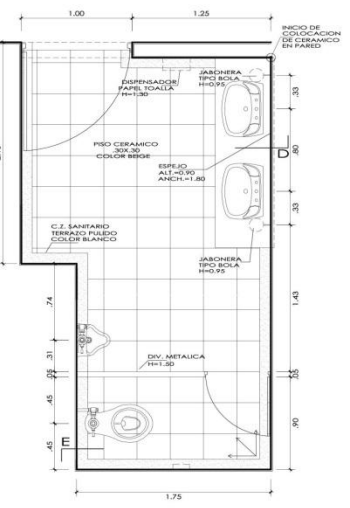 1.00
1.25
INICIO DE
COLOCACION
DE CERAMICO
EN PARED
DISPENSADOR
PAPEL TOALLA
H=1.30
JABONERA
TIPO BOLA
H=0.95
.33
PISO CERAMICO
.30X.30
COLOR BEIGE
.80
D
ESPEJO
ALT.=0.90
ANCH.=1.80
.33
C.Z. SANITARIO
TERRAZO PULIDO
COLOR BLANCO
JABONERA
TIPO BOLA
H=0.95
.74
1.43
.31
DIV. METALICA
H=1.50
.05
.05
.45
.90
E
.45
1.75